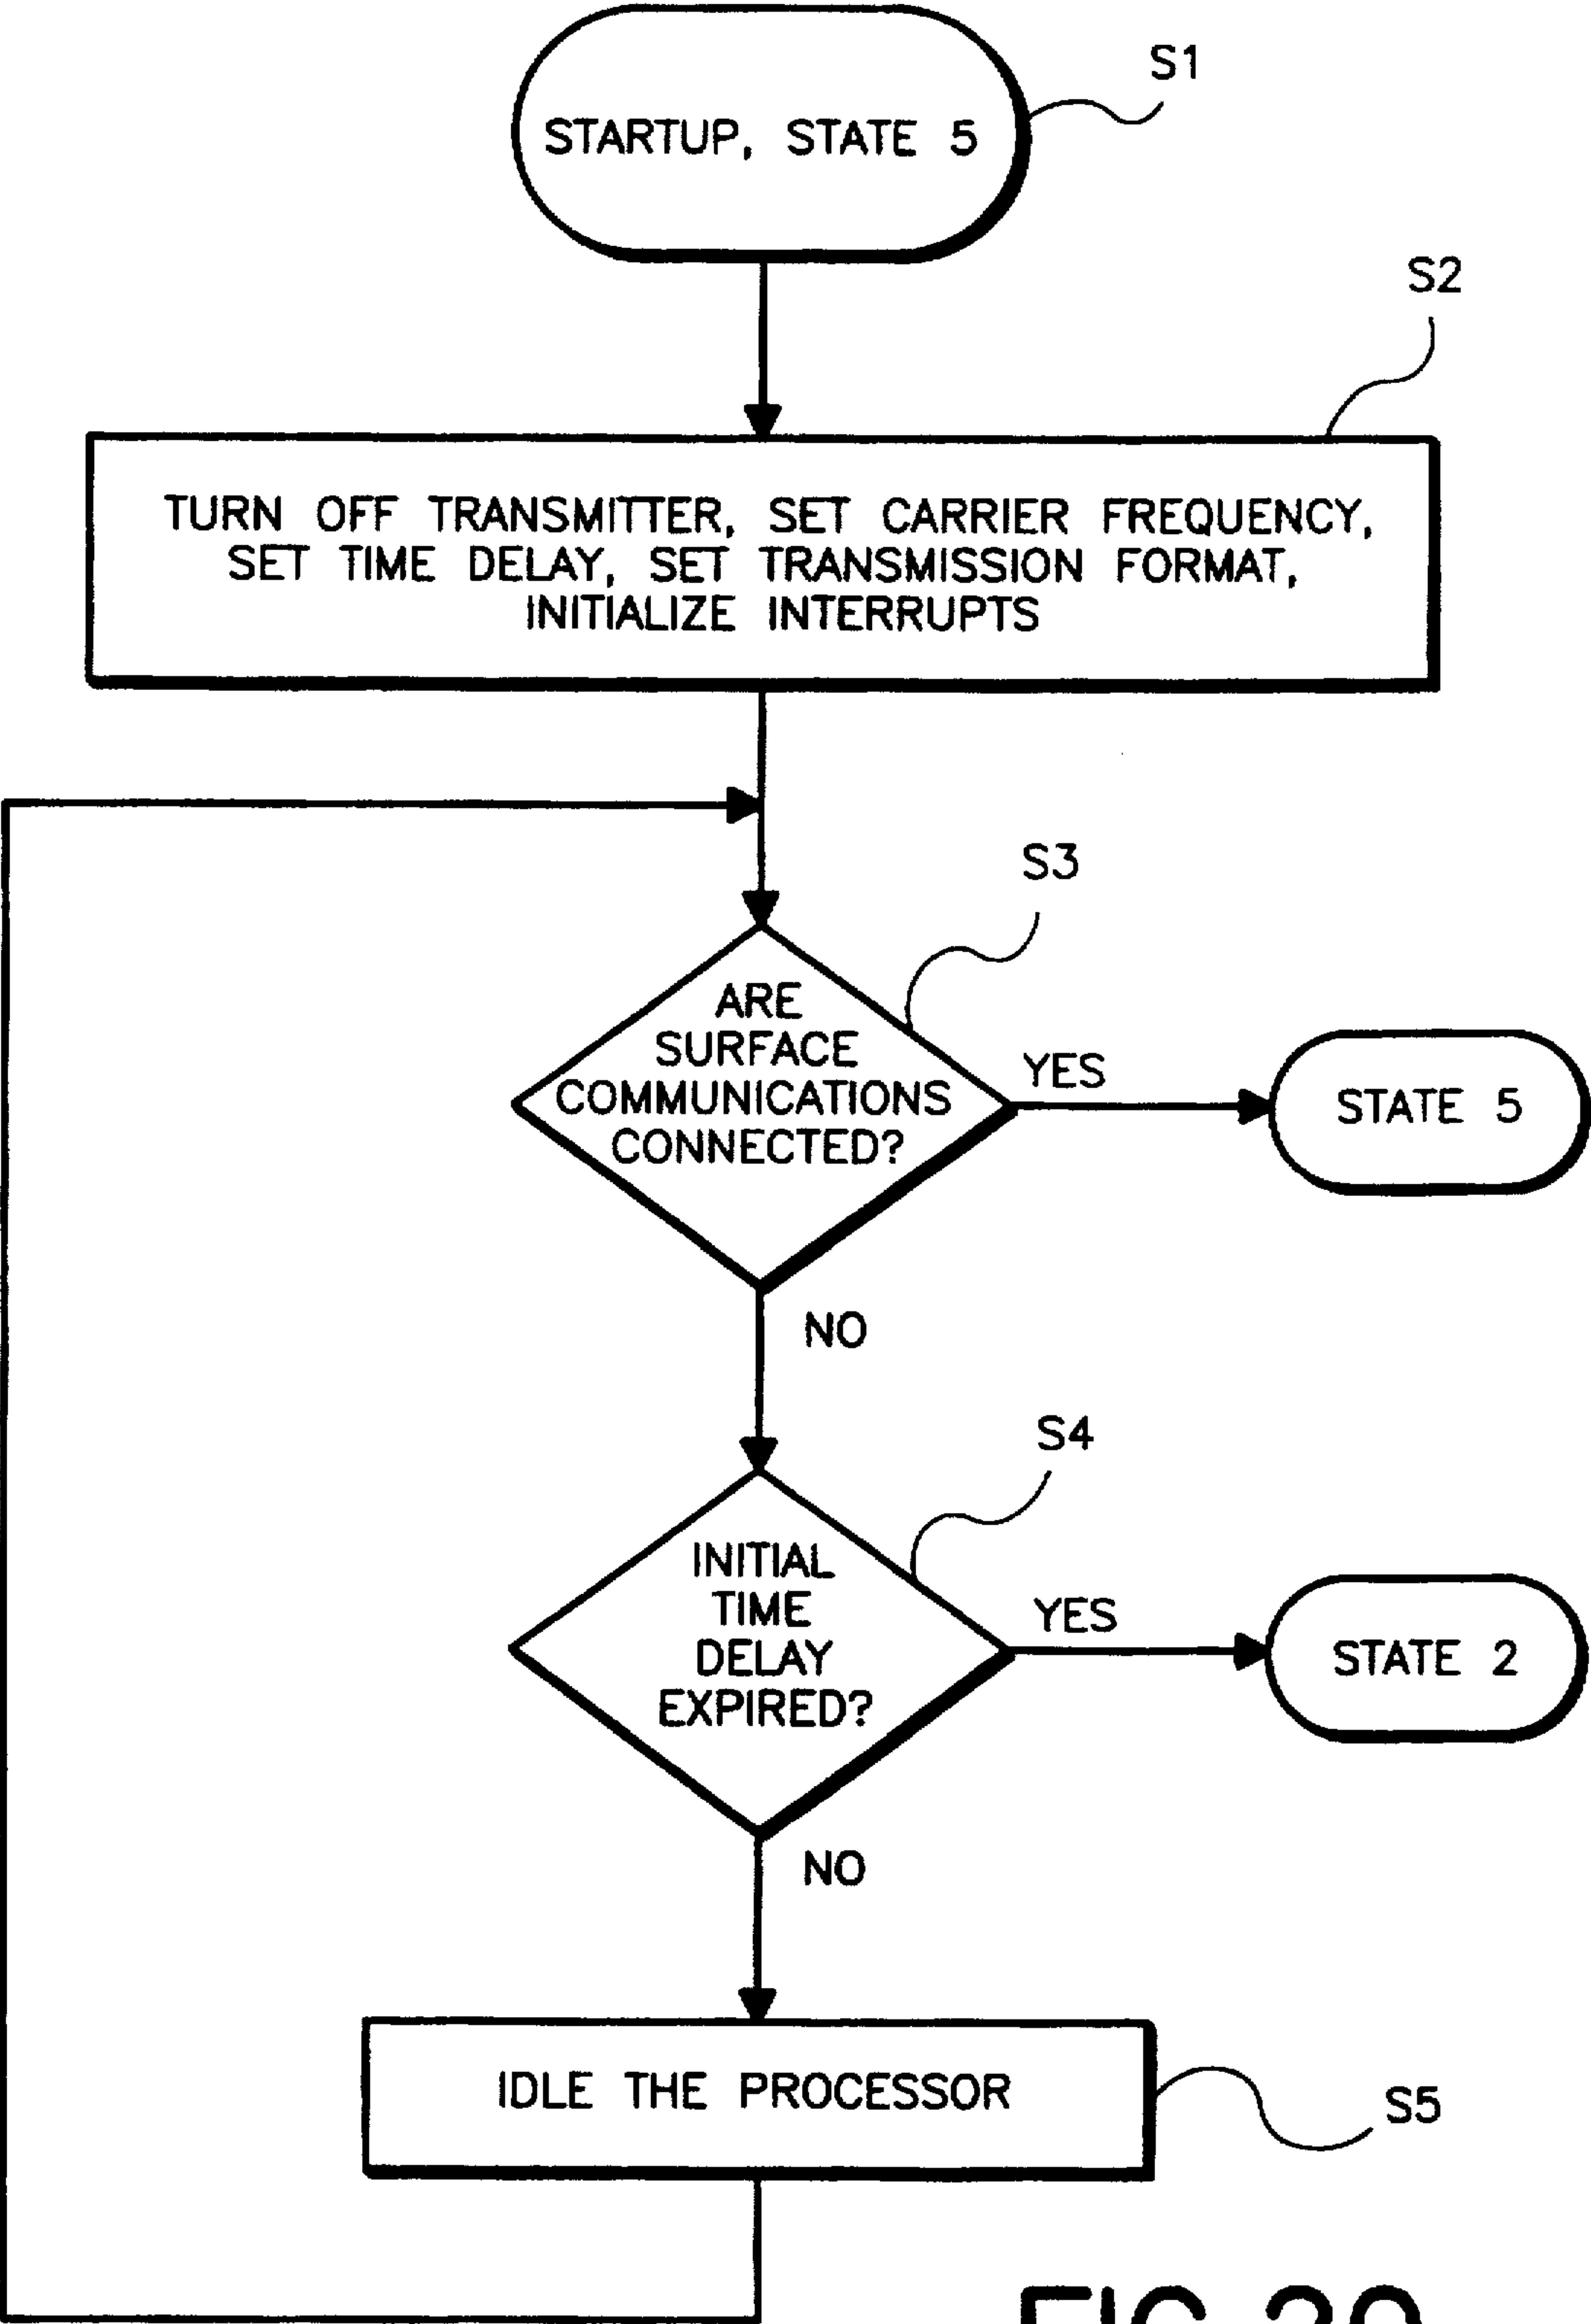 S1
STARTUP, STATE 5
S2
TURN OFF TRANSMITTER, SET CARRIER FREQUENCY,
SET TIME DELAY, SET TRANSMISSION FORMAT,
INITIALIZE INTERRUPTS
S3
ARE
SURFACE
COMMUNICATIONS
CONNECTED?
YES
STATE 5
NO
S4
INITIAL
TIME
DELAY
EXPIRED?
YES
STATE 2
NO
IDLE THE PROCESSOR
S5